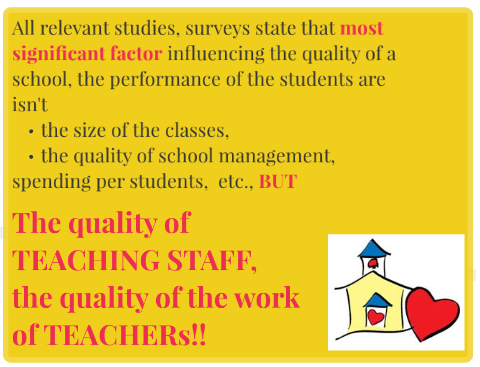 All relevant studies, surveys state that most
significant factor influencing the quality of a
school, the performance of the students are
isn't
• the size of the classes,
• the quality of school management,
spending per students, etc., BUT
The quality of
TEACHING STAFF,
the quality of the work
of TEACHERs!!